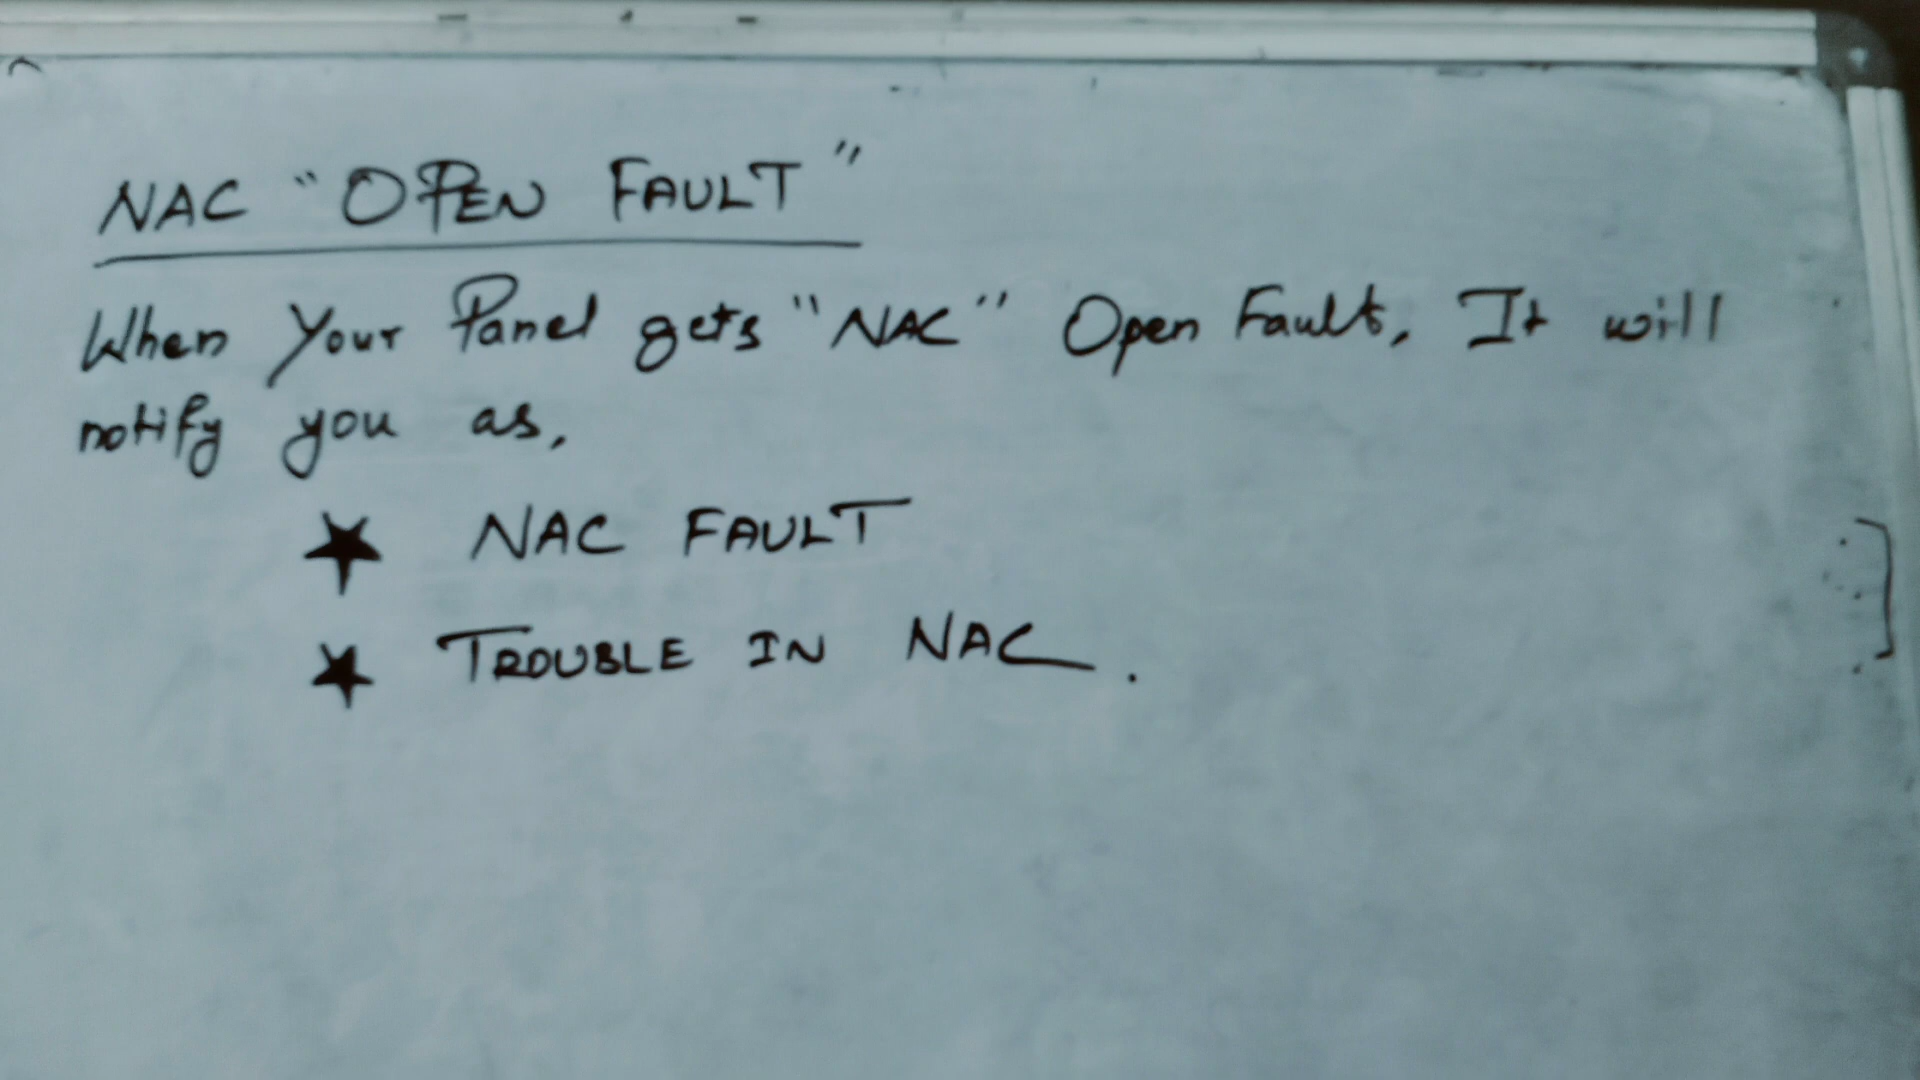 NAC "OPEN FAULT"
When Your Panel gets "NAC" Open Fault, It will
notify you as,
★ NAC FAULT
★ TROUBLE IN NAC.